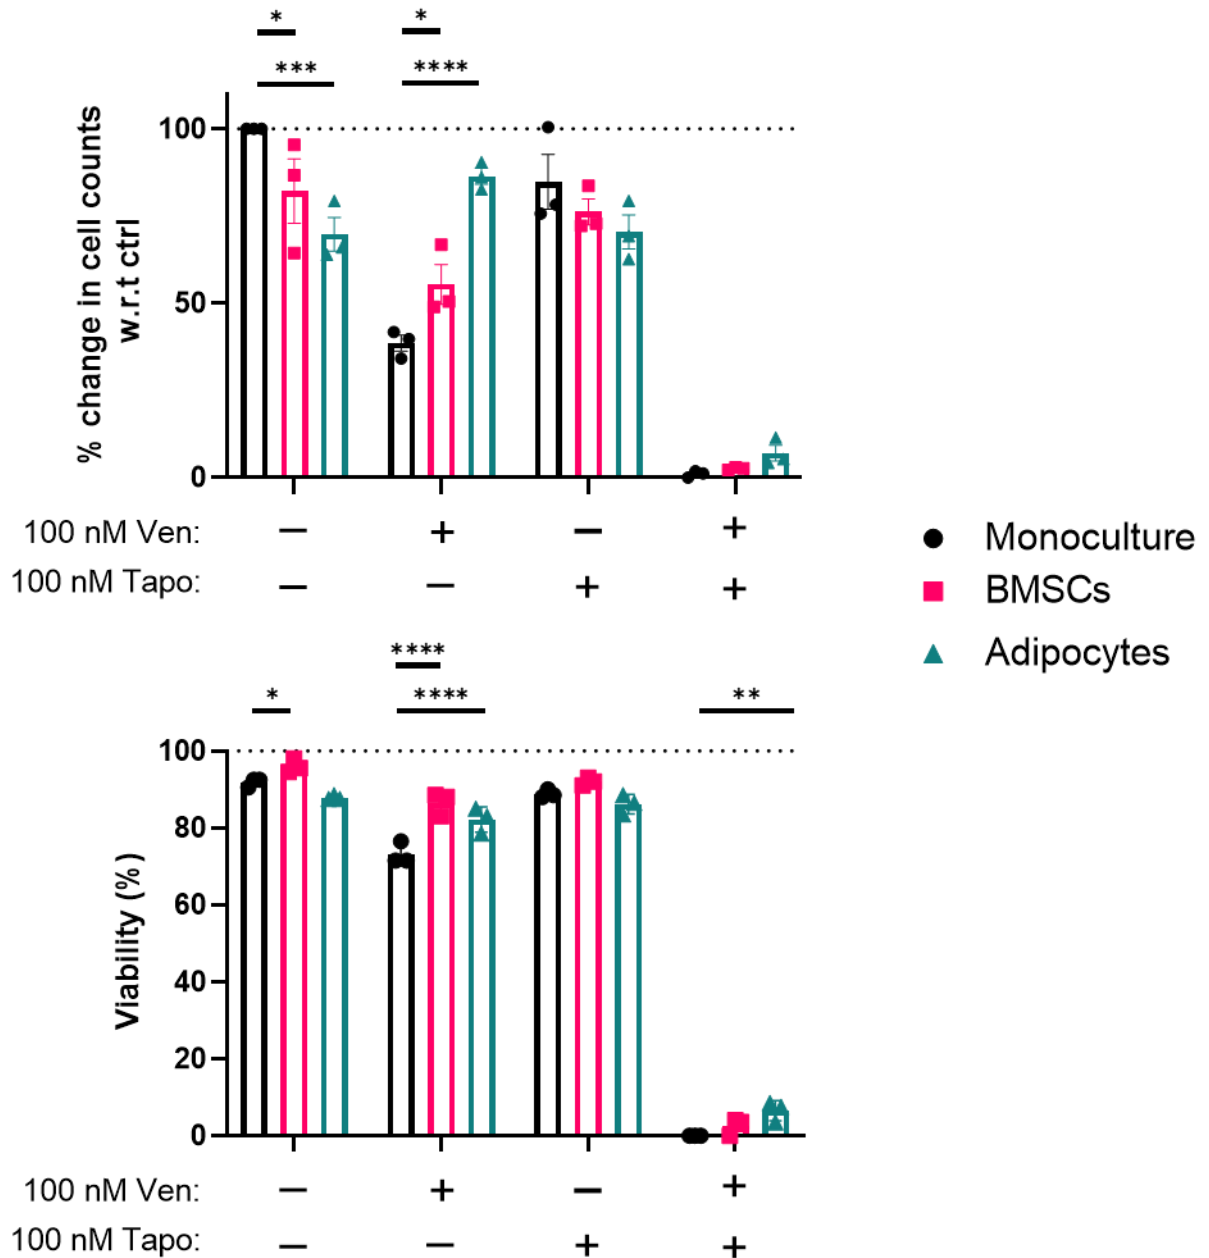 * *
*** ****
% change in cell counts
w.r.t ctrl
100
50
0
100 nM Ven: — + — +
100 nM Tapo: — — + +
Monoculture
BMSCs
Adipocytes
****
* **** **
Viability (%)
100
80
60
40
20
0
100 nM Ven: — + — +
100 nM Tapo: — — + +